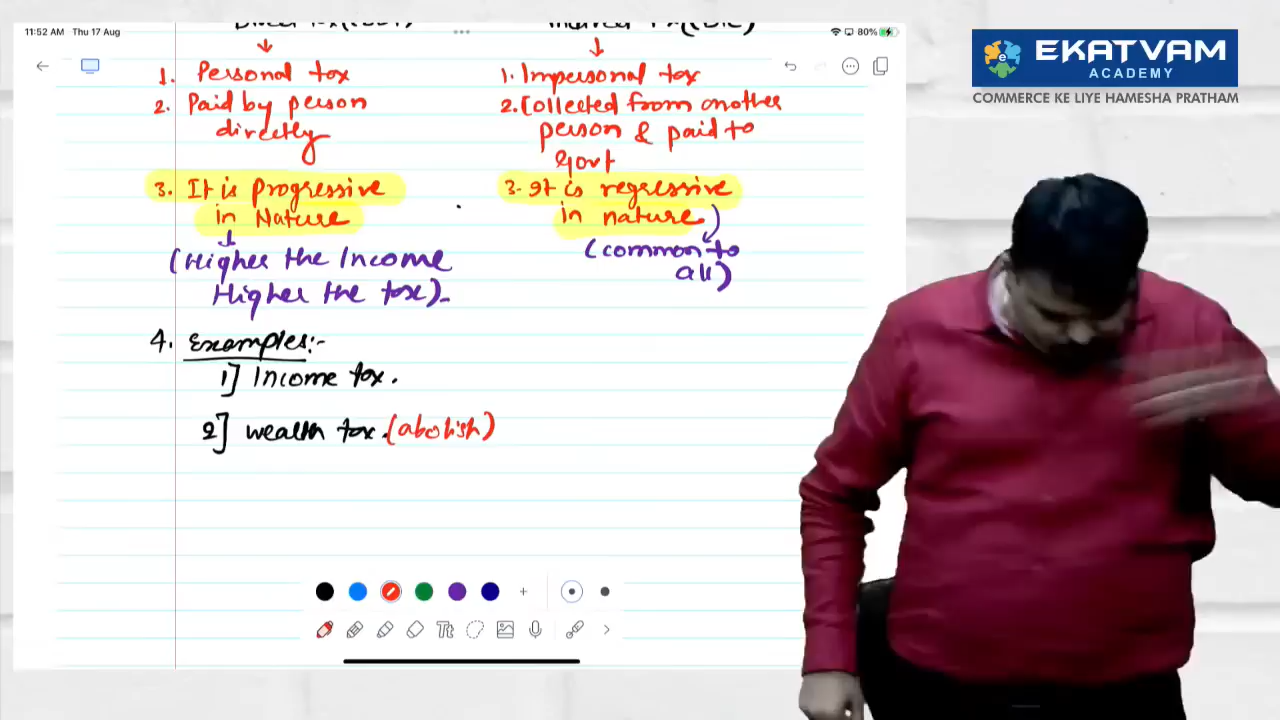 11:52 AM Thu 17 Aug
80%
1. Personal tax
2. Paid by person
directly
3. It is Progressive
in Nature
(Higher the Income
Higher the tax).
4. Examples:-
1] Income tax.
2] wealth tax. (abolish)
1. Impersonal tax
2. Collected from another
person & paid to
Govt
3. It is regressive
in nature
(common to
all)
Tt
EKATVAM
ACADEMY
COMMERCE KE LIYE HAMESHA PRATHAM